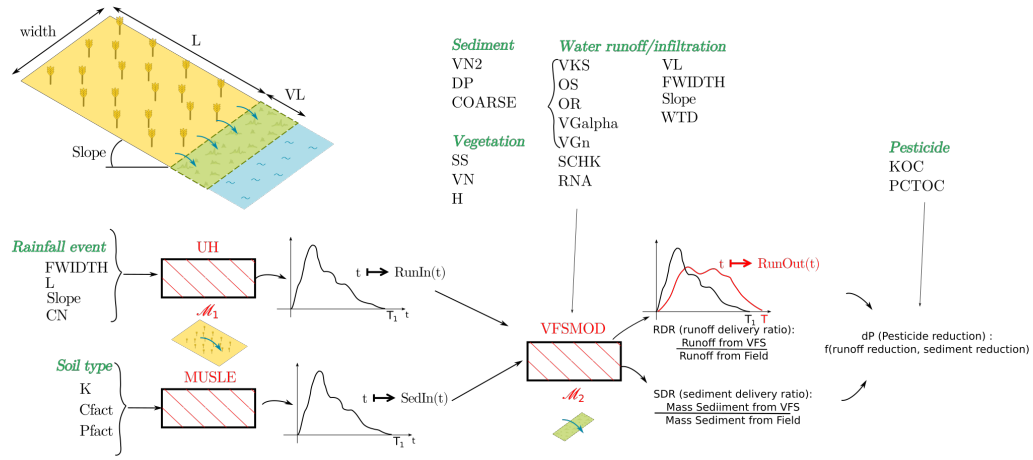 width
L
VL
Slope
Sediment
VN2
DP
COARSE
Vegetation
SS
VN
H
Water runoff/infiltration
VKS
OS
OR
VGalpha
VGn
SCHK
RNA
VL
FWIDTH
Slope
WTD
Pesticide
KOC
PCTOC
Rainfall event
FWIDTH
L
Slope
CN
UH
ℳ1
t ↦ RunIn(t)
T1 t
Soil type
K
Cfact
Pfact
MUSLE
t ↦ SedIn(t)
T1 t
VFSMOD
ℳ2
t ↦ RunOut(t)
T1 T
RDR (runoff delivery ratio):
Runoff from VFS
Runoff from Field
SDR (sediment delivery ratio):
Mass Sediiment from VFS
Mass Sediment from Field
dP (Pesticide reduction) :
f(runoff reduction, sediment reduction)